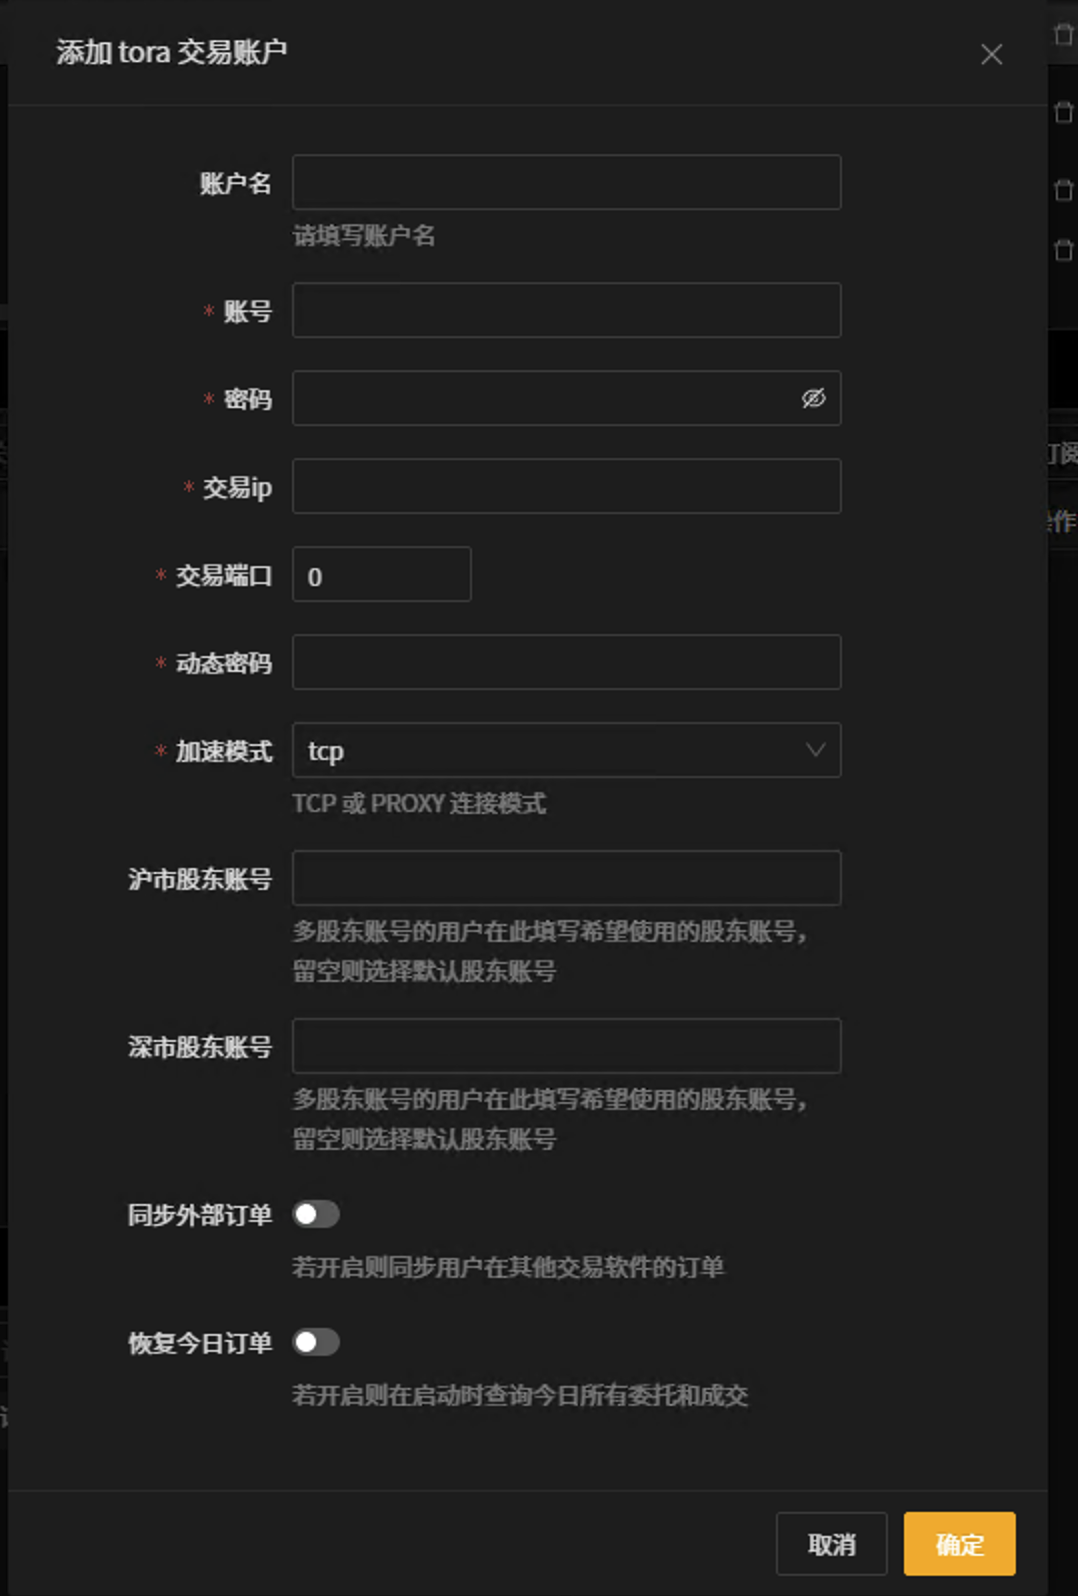 添加 tora 交易账户
账户名
请填写账户名
* 账号
* 密码
* 交易ip
* 交易端口 0
* 动态密码
* 加速模式 tcp
TCP 或 PROXY 连接模式
沪市股东账号
多股东账号的用户在此填写希望使用的股东账号，
留空则选择默认股东账号
深市股东账号
多股东账号的用户在此填写希望使用的股东账号，
留空则选择默认股东账号
同步外部订单
若开启则同步用户在其他交易软件的订单
恢复今日订单
若开启则在启动时查询今日所有委托和成交
取消 确定